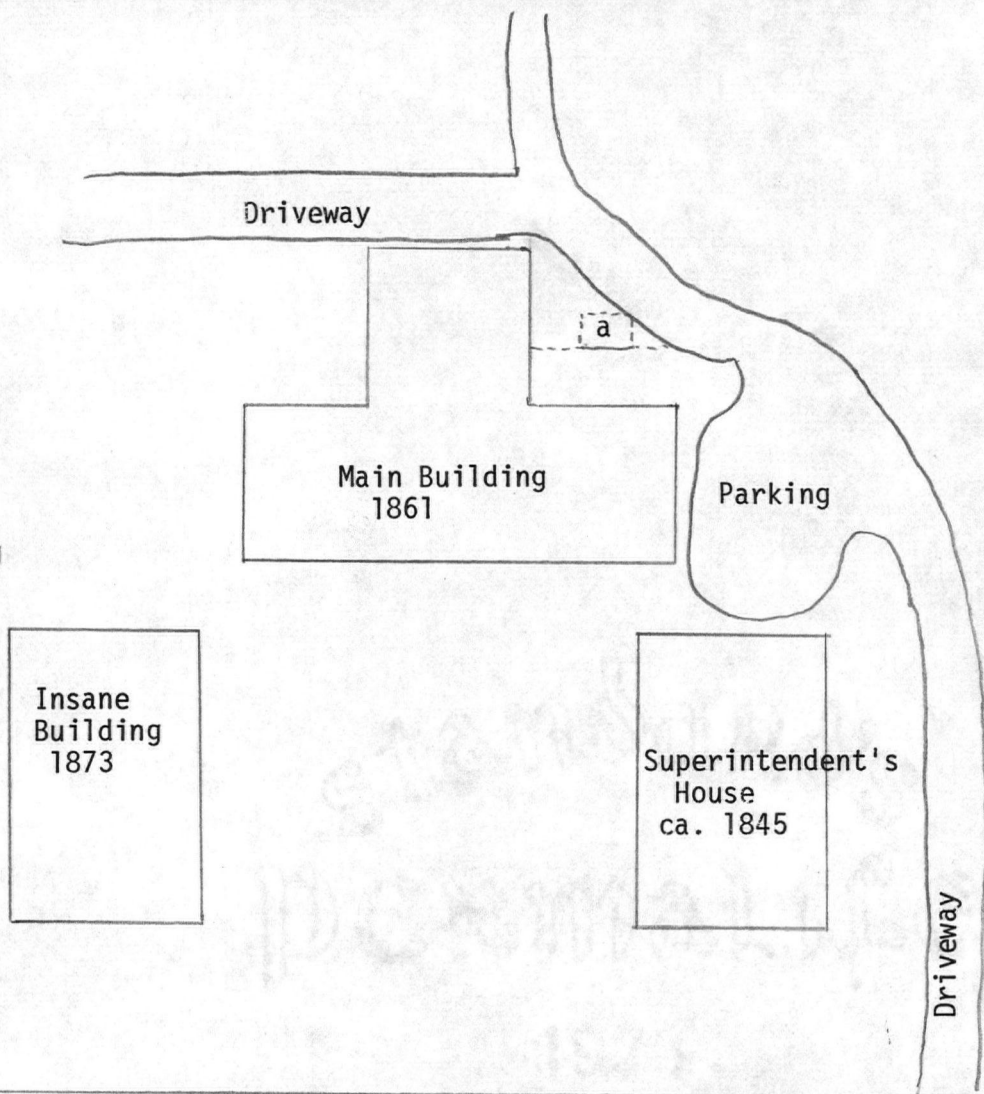 Driveway
a
Main Building
1861
Parking
Insane
Building
1873
Superintendent's
House
ca. 1845
Driveway